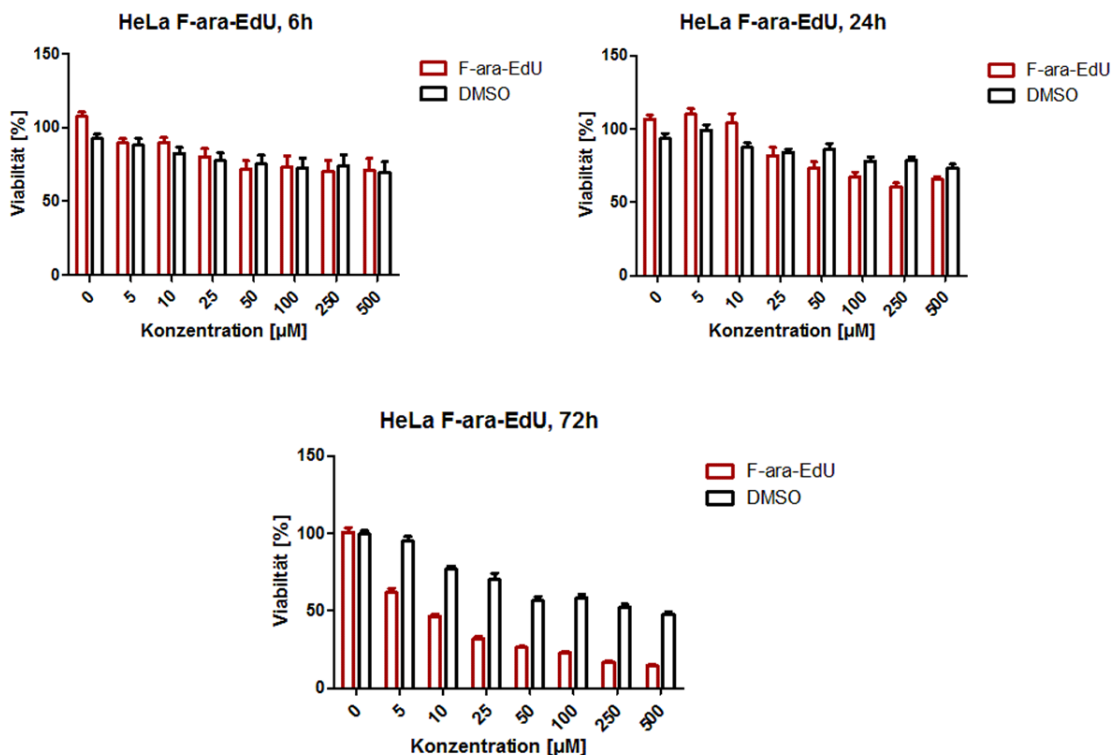 HeLa F-ara-EdU, 6h
150
100
50
0
Viabiltät [%]
0 5 10 25 50 100 250 500
Konzentration [µM]
F-ara-EdU
DMSO
HeLa F-ara-EdU, 24h
150
100
50
0
Viabiltät [%]
0 5 10 25 50 100 250 500
Konzentration [µM]
F-ara-EdU
DMSO
HeLa F-ara-EdU, 72h
150
100
50
0
Viabiltät [%]
0 5 10 25 50 100 250 500
Konzentration [µM]
F-ara-EdU
DMSO